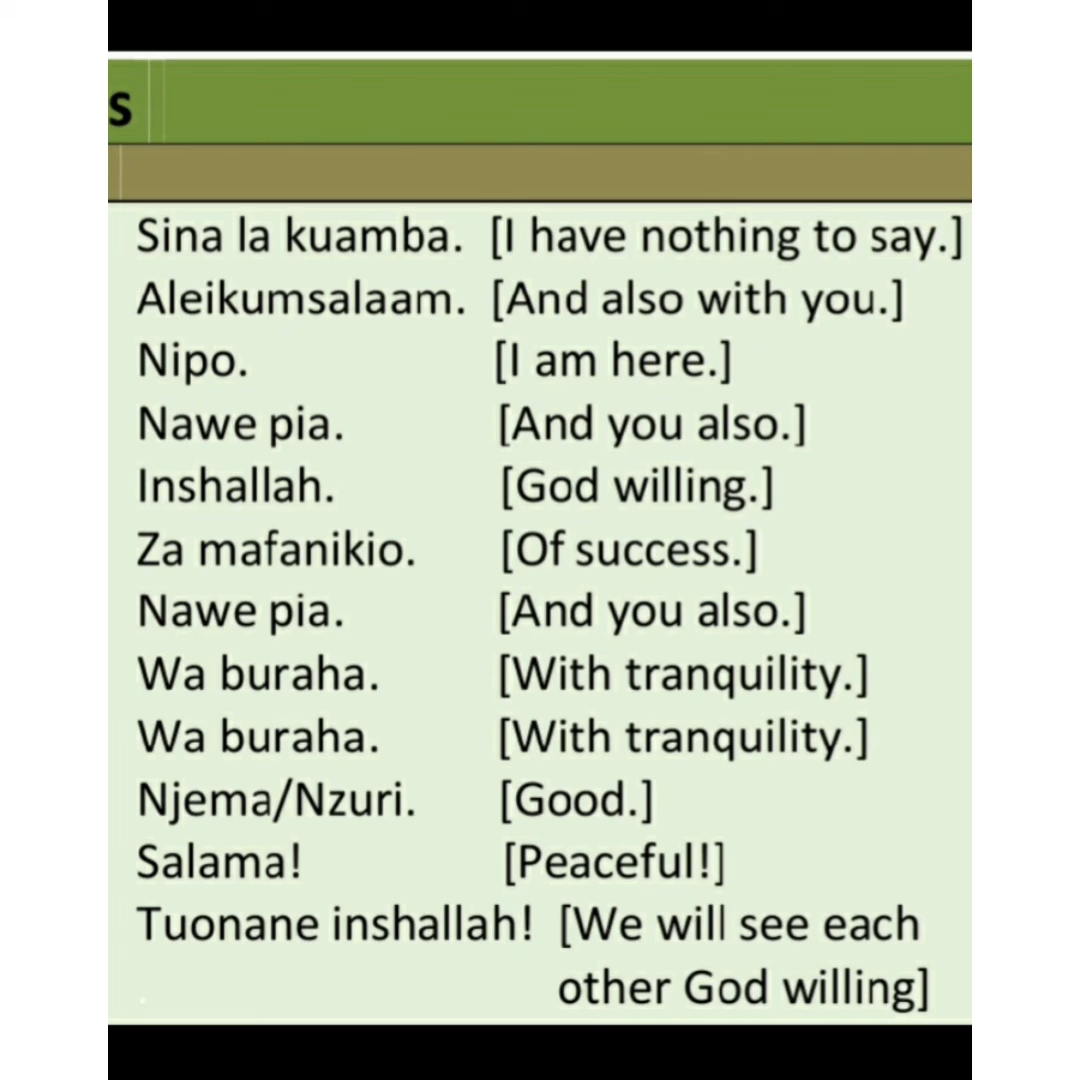 s
Sina la kuamba. [I have nothing to say.]
Aleikumsalaam. [And also with you.]
Nipo. [I am here.]
Nawe pia. [And you also.]
Inshallah. [God willing.]
Za mafanikio. [Of success.]
Nawe pia. [And you also.]
Wa buraha. [With tranquility.]
Wa buraha. [With tranquility.]
Njema/Nzuri. [Good.]
Salama! [Peaceful!]
Tuonane inshallah! [We will see each
other God willing]